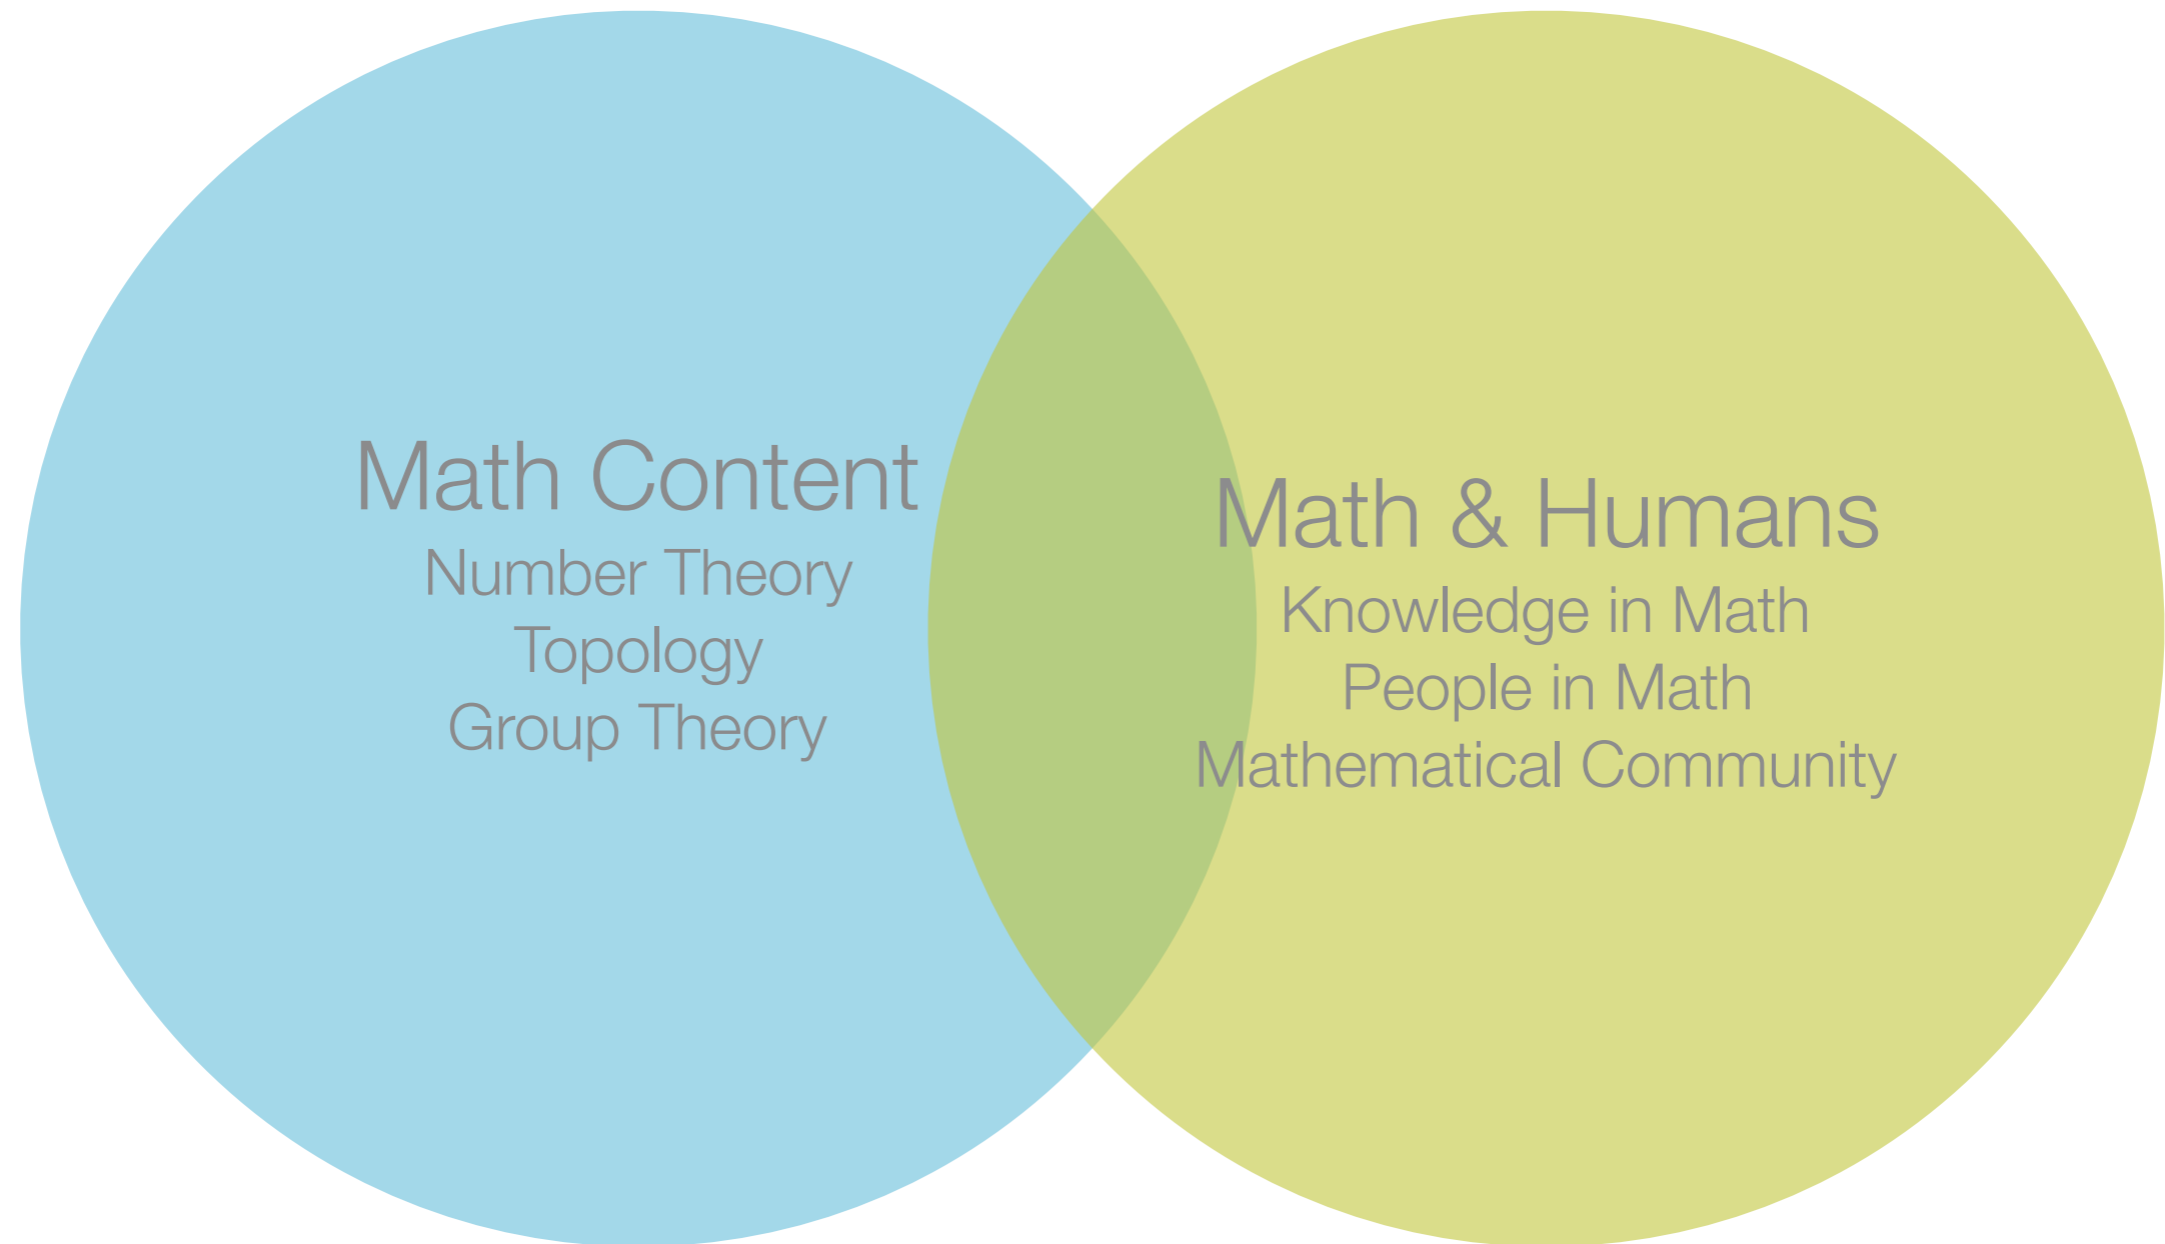 Math Content
Number Theory
Topology
Group Theory
Math & Humans
Knowledge in Math
People in Math
Mathematical Community